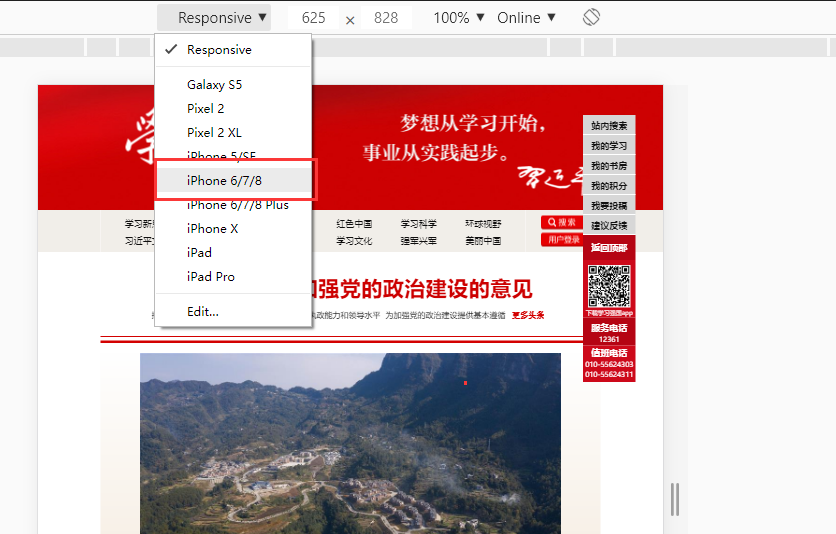 Responsive ▼ 625 × 828 100% ▼ Online ▼
✓ Responsive
Galaxy S5
Pixel 2
Pixel 2 XL
iPhone 5/SE
iPhone 6/7/8
iPhone 6/7/8 Plus
iPhone X
iPad
iPad Pro
Edit...
學
梦想从学习开始，
事业从实践起步。
习近平
站内搜索
我的学习
我的书房
我的积分
我要投稿
建议反馈
返回顶部
下载学习强国app
服务电话
12361
值班电话
010-55624303
010-55624311
学习新
红色中国 学习科学 环球视野
搜索
习近平文
学习文化 强军兴军 美丽中国
用户登录
加强党的政治建设的意见
执政能力和领导水平 为加强党的政治建设提供基本遵循 更多头条